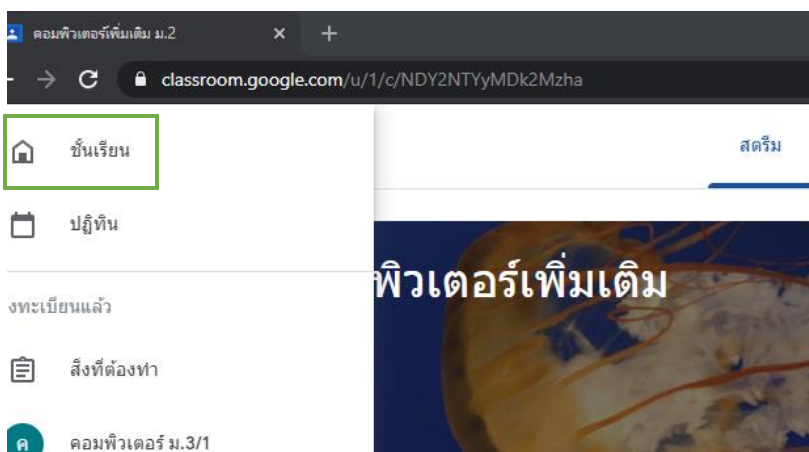 คอมพิวเตอร์เพิ่มเติม ม.2
classroom.google.com/u/1/c/NDY2NTYyMDk2Mzha
ชั้นเรียน
สตรีม
ปฏิทิน
พิวเตอร์เพิ่มเติม
งทะเบียนแล้ว
สิ่งที่ต้องทำ
ค
คอมพิวเตอร์ ม.3/1